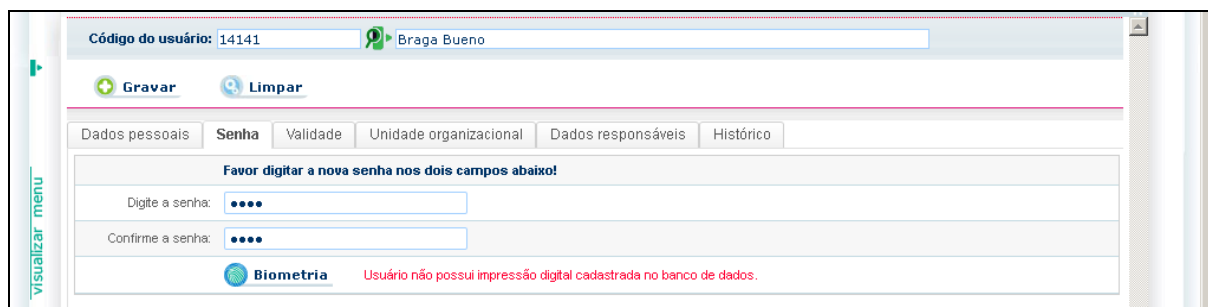 Código do usuário: 14141 Braga Bueno
Gravar Limpar
Dados pessoais Senha Validade Unidade organizacional Dados responsáveis Histórico
Favor digitar a nova senha nos dois campos abaixo!
Digite a senha: ••••
Confirme a senha: ••••
Biometria Usuário não possui impressão digital cadastrada no banco de dados.
visualizar menu